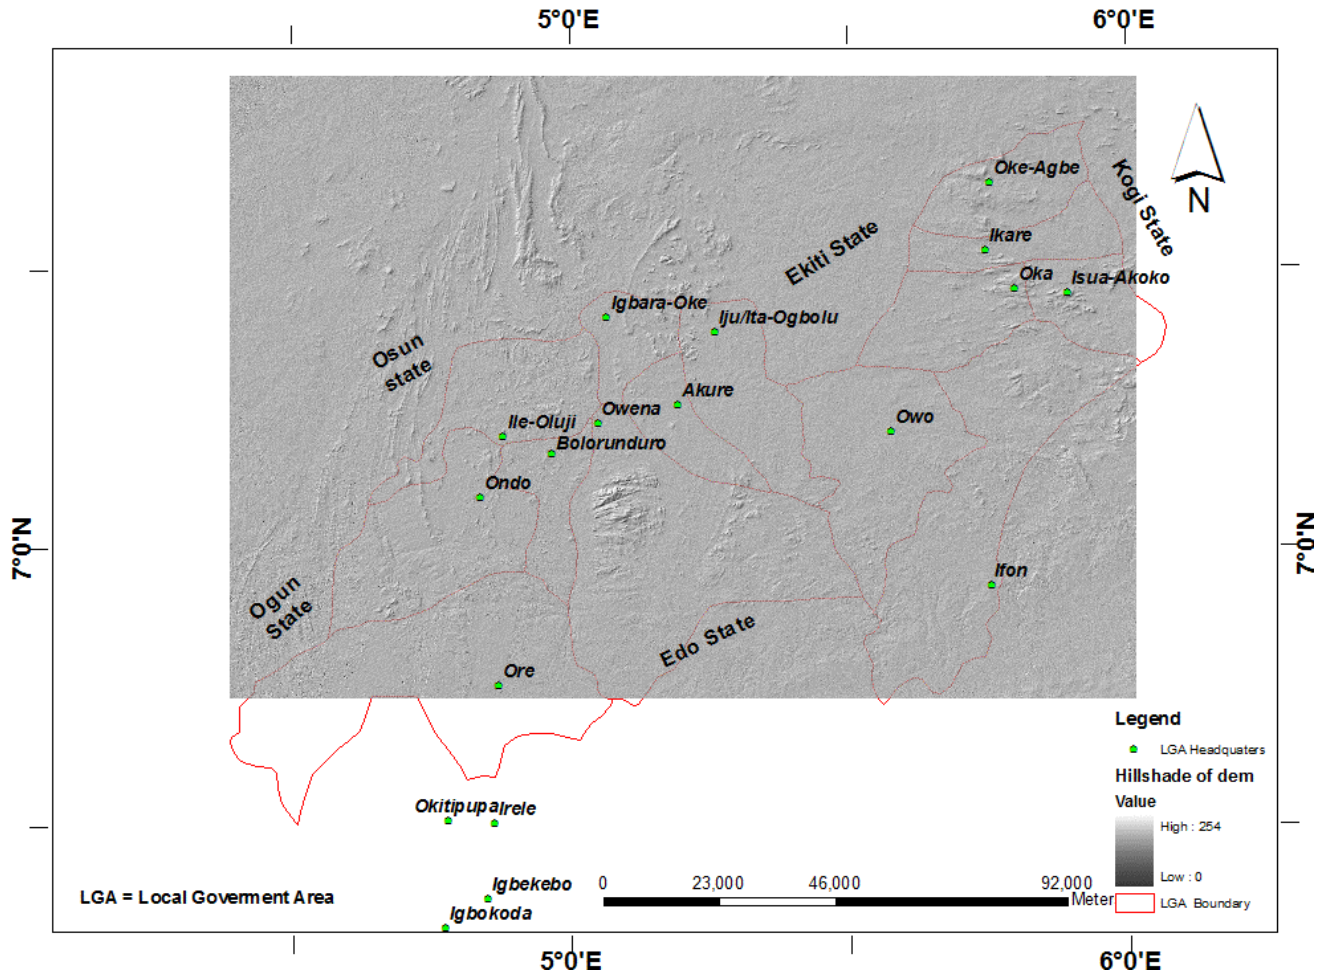 5°0'E
6°0'E
Oke-Agbe
Kogi State
N
Ikare
Ekiti State
Oka
Isua-Akoko
Igbara-Oke
Iju/Ita-Ogbolu
Osun
state
Akure
Owena
Owo
Ile-Oluji
Bolorunduro
Ondo
7°0'N
7°0'N
Ifon
Ogun
State
Edo State
Ore
Legend
LGA Headquaters
Hillshade of dem
Value
High : 254
Low : 0
LGA Boundary
Okitipupa
Irele
Igbekebo
Igbokoda
LGA = Local Goverment Area
0 23,000 46,000 92,000
Meter
5°0'E
6°0'E